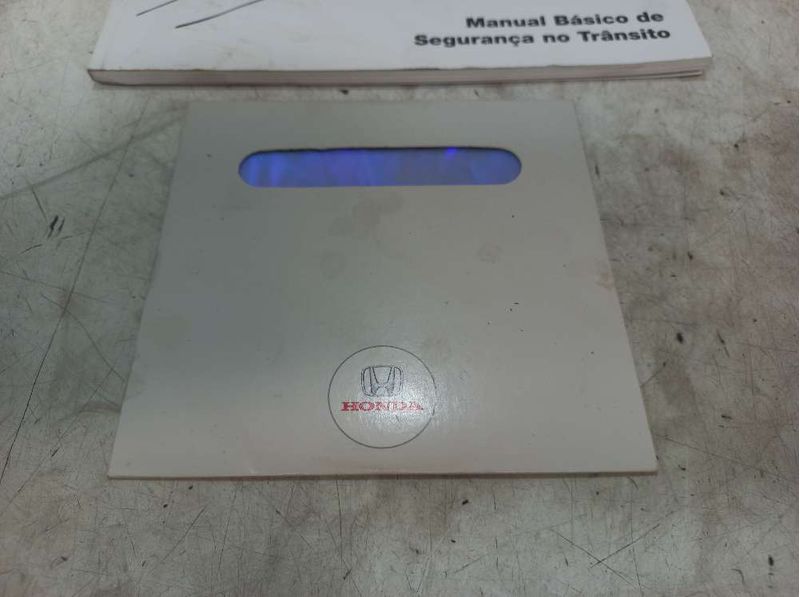 Manual Básico de
Segurança no Trânsito
HONDA